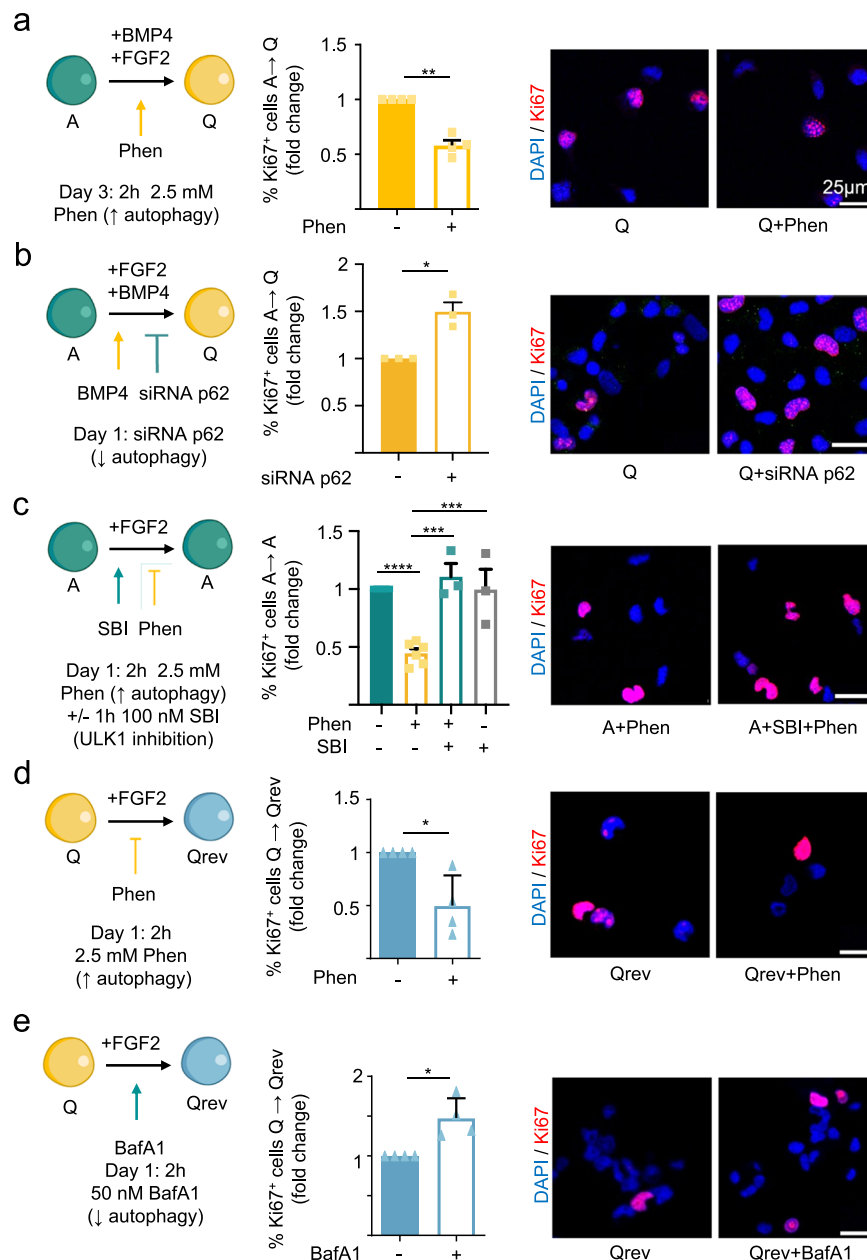 a
+BMP4
+FGF2
A
Q
Phen
Day 3: 2h 2.5 mM
Phen (↑ autophagy)
% Ki67⁺ cells A→ Q
(fold change)
1.5
1
0.5
**
Phen
-
+
DAPI / Ki67
25µm
Q
Q+Phen
b
+FGF2
+BMP4
A
Q
BMP4 siRNA p62
Day 1: siRNA p62
(↓ autophagy)
% Ki67⁺ cells A→ Q
(fold change)
2
1.5
1
0.5
*
siRNA p62
-
+
DAPI / Ki67
Q
Q+siRNA p62
c
+FGF2
A
A
SBI Phen
Day 1: 2h 2.5 mM
Phen (↑ autophagy)
+/- 1h 100 nM SBI
(ULK1 inhibition)
% Ki67⁺ cells A→ A
(fold change)
1.5
1
0.5
***
***
****
Phen - + + -
SBI - - + +
DAPI / Ki67
A+Phen
A+SBI+Phen
d
+FGF2
Q
Qrev
Phen
Day 1: 2h
2.5 mM Phen
(↑ autophagy)
% Ki67⁺ cells Q → Qrev
(fold change)
1.5
1
0.5
*
Phen
-
+
DAPI / Ki67
Qrev
Qrev+Phen
e
+FGF2
Q
Qrev
BafA1
Day 1: 2h
50 nM BafA1
(↓ autophagy)
% Ki67⁺ cells Q → Qrev
(fold change)
2
1
0
*
BafA1
-
+
DAPI / Ki67
Qrev
Qrev+BafA1